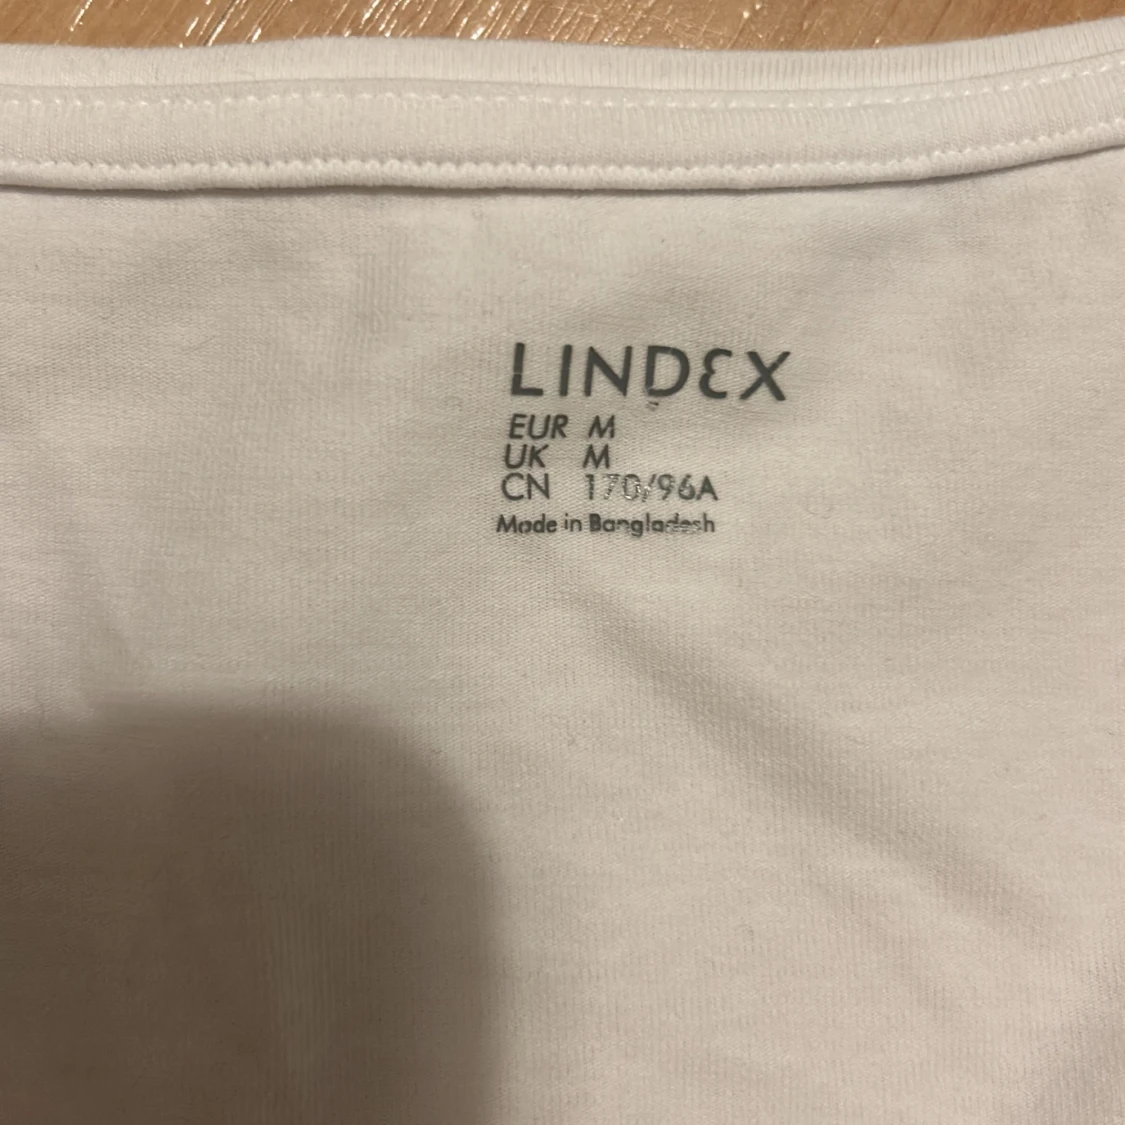 LINDEX
EUR M
UK M
CN 170/96A
Made in Bangladesh